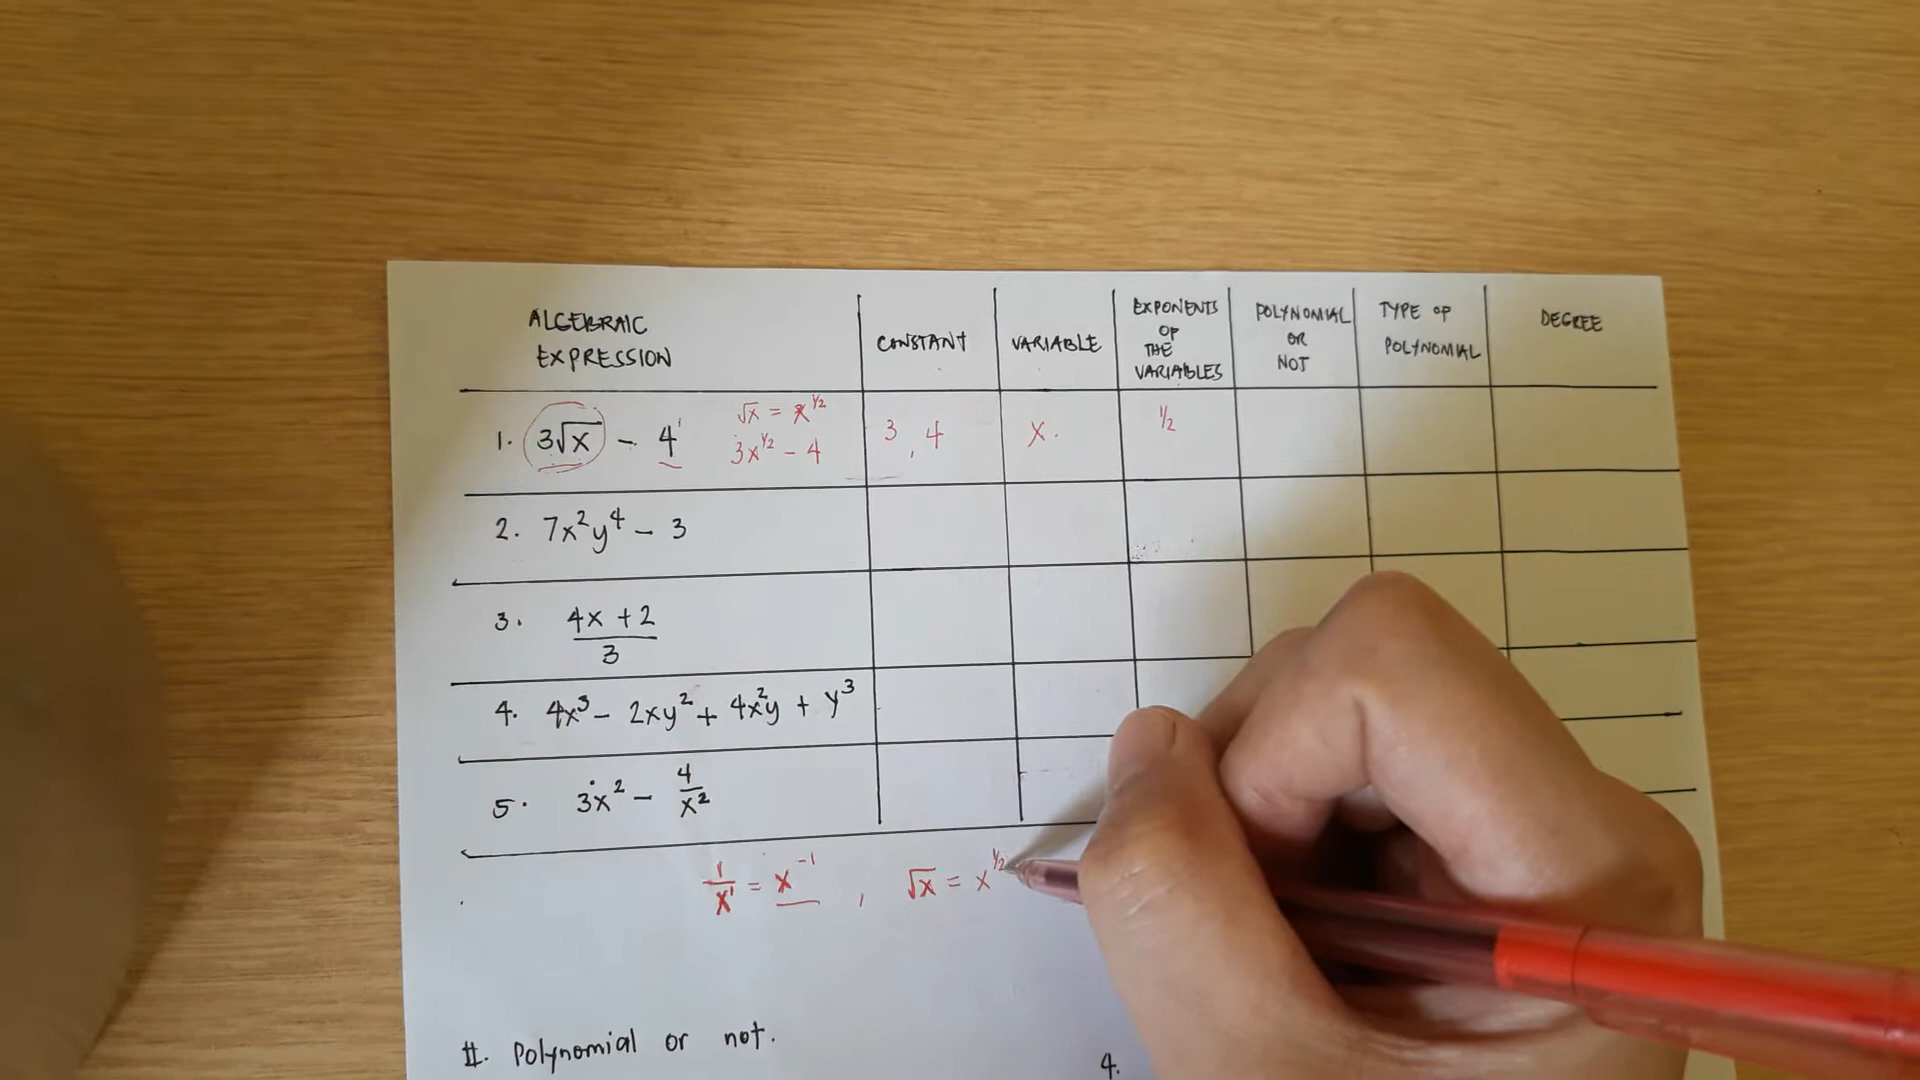 ALGEBRAIC EXPRESSION
CONSTANT
VARIABLE
EXPONENTS OF THE VARIABLES
POLYNOMIAL OR NOT
TYPE OF POLYNOMIAL
DEGREE
1. 3√x - 4
√x = x^1/2
3x^1/2 - 4
3, 4
x
1/2
2. 7x²y⁴ - 3
3. (4x + 2)/3
4. 4x³ - 2xy² + 4x²y + y³
5. 3x² - 4/x²
1/x¹ = x⁻¹ , √x = x^1/2
II. Polynomial or not.
4.